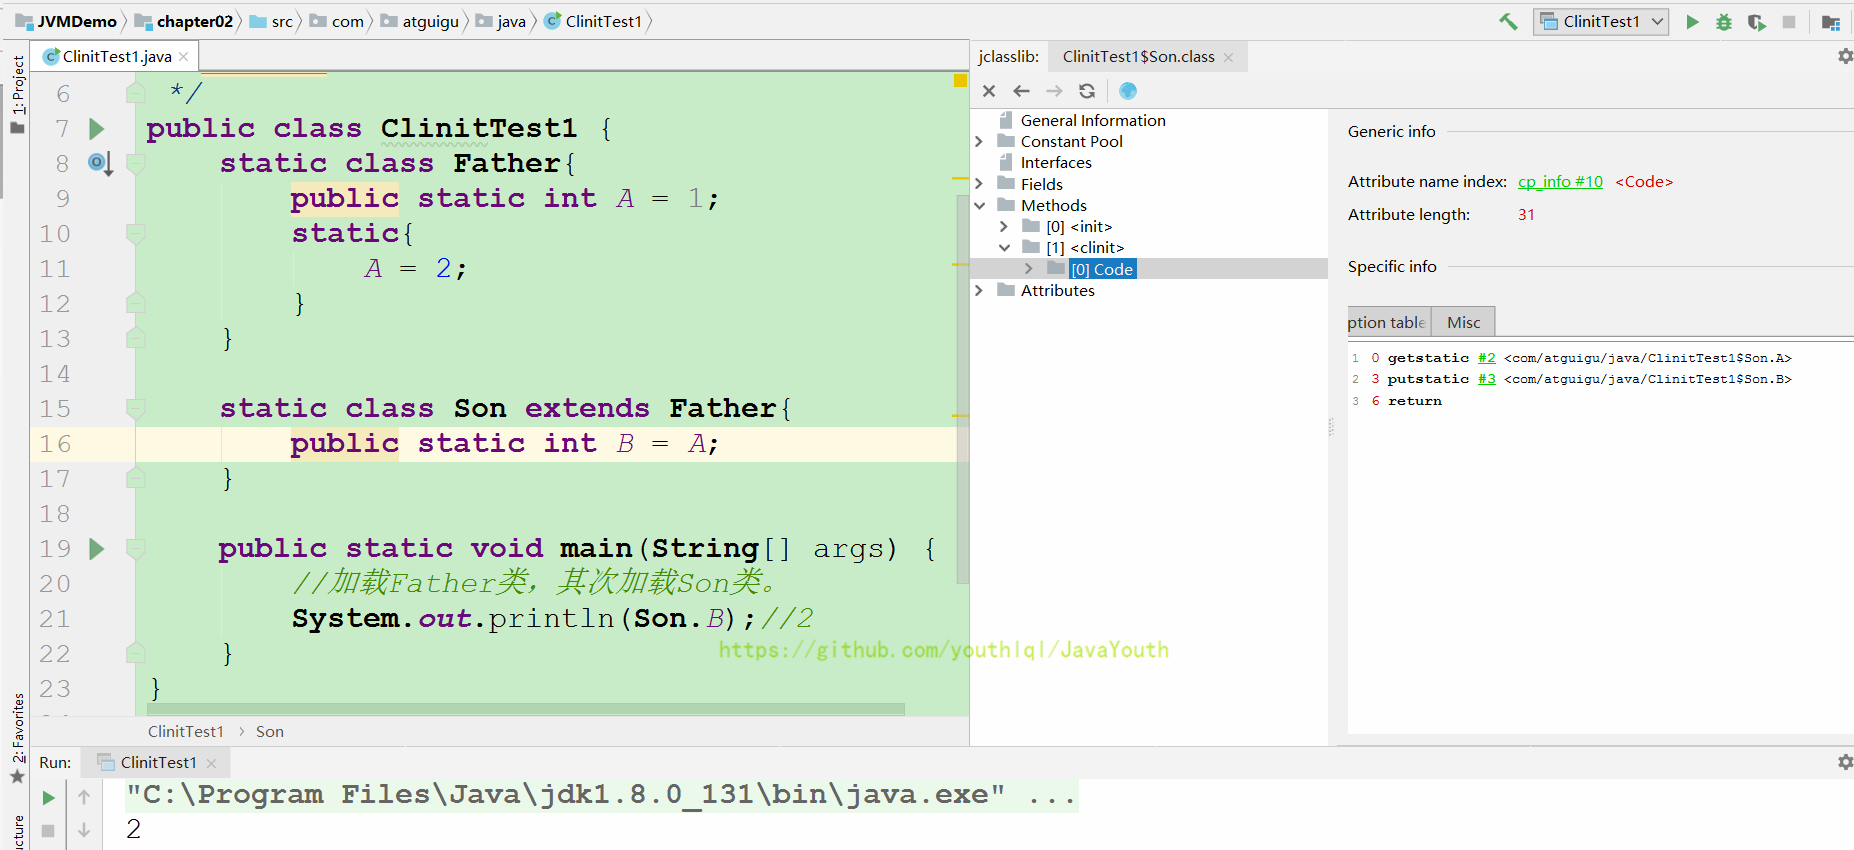 JVMDemo chapter02 src com atguigu java ClinitTest1
ClinitTest1
1: Project
ClinitTest1.java
6 */
7 public class ClinitTest1 {
8 static class Father{
9 public static int A = 1;
10 static{
11 A = 2;
12 }
13 }
14
15 static class Son extends Father{
16 public static int B = A;
17 }
18
19 public static void main(String[] args) {
20 //加载Father类，其次加载Son类。
21 System.out.println(Son.B);//2
22 }
23 }
https://github.com/youthlql/JavaYouth
ClinitTest1 Son
jclasslib: ClinitTest1$Son.class
General Information
Constant Pool
Interfaces
Fields
Methods
[0] <init>
[1] <clinit>
[0] Code
Attributes
Generic info
Attribute name index: cp_info #10 <Code>
Attribute length: 31
Specific info
ption table Misc
1 0 getstatic #2 <com/atguigu/java/ClinitTest1$Son.A>
2 3 putstatic #3 <com/atguigu/java/ClinitTest1$Son.B>
3 6 return
2: Favorites
ucture
Run: ClinitTest1
"C:\Program Files\Java\jdk1.8.0_131\bin\java.exe" ...
2